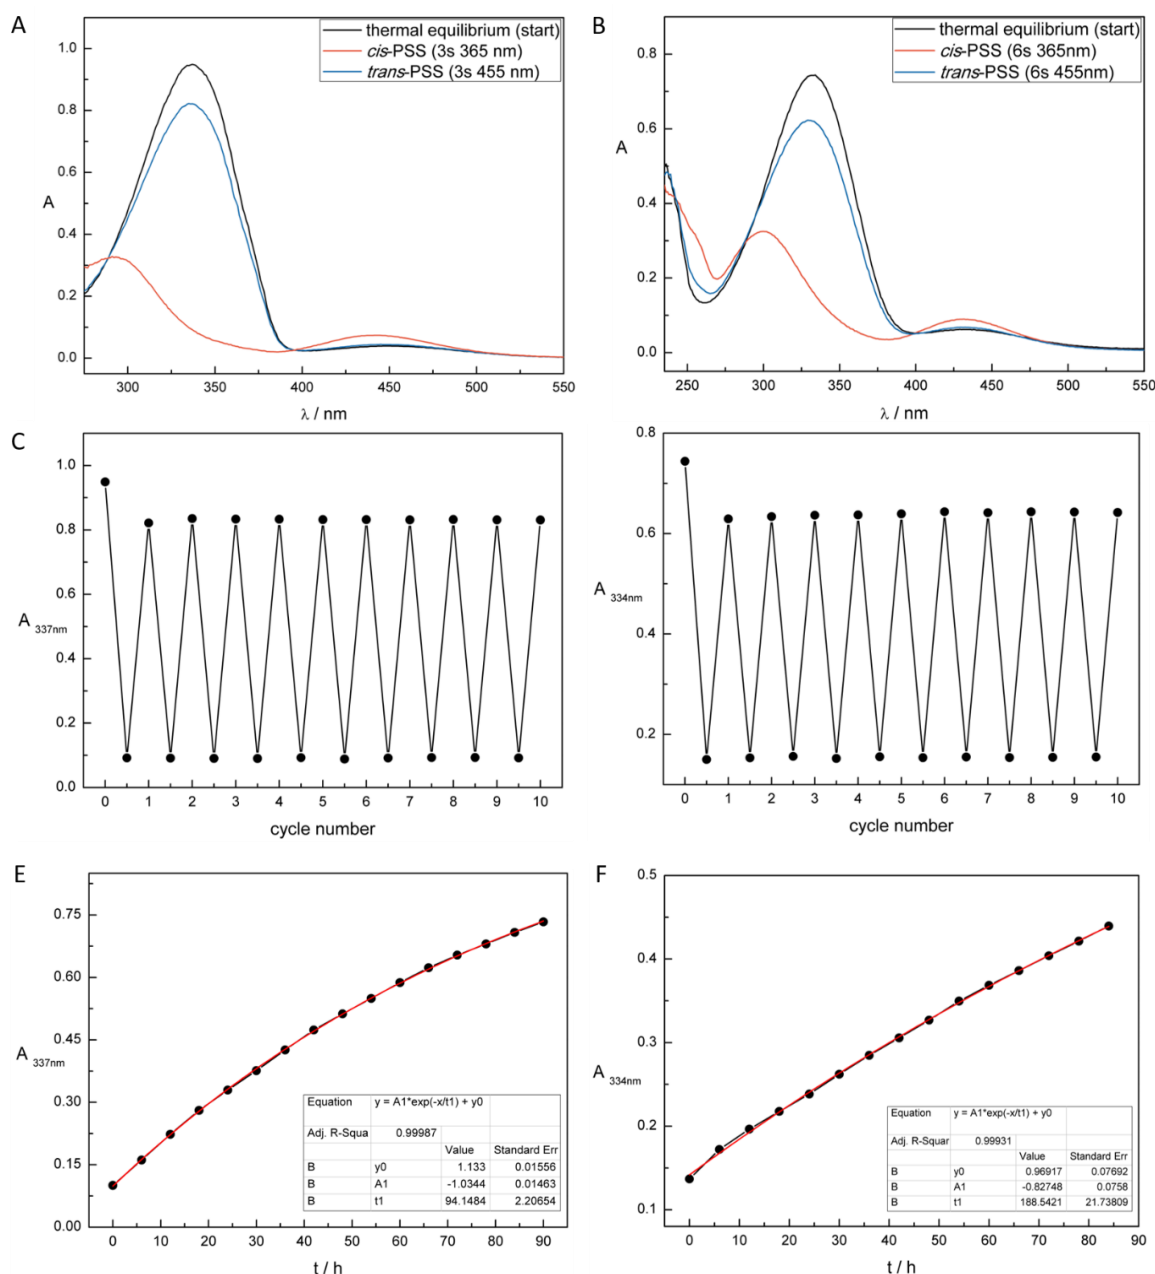 A
thermal equilibrium (start)
cis-PSS (3s 365 nm)
trans-PSS (3s 455 nm)
1.0
0.8
0.6
0.4
0.2
0.0
A
300 350 400 450 500 550
λ / nm
B
thermal equilibrium (start)
cis-PSS (6s 365nm)
trans-PSS (6s 455nm)
0.8
0.6
0.4
0.2
0.0
A
250 300 350 400 450 500 550
λ / nm
C
1.0
0.8
0.6
0.4
0.2
0.0
A 337nm
0 1 2 3 4 5 6 7 8 9 10
cycle number
0.8
0.6
0.4
0.2
A 334nm
0 1 2 3 4 5 6 7 8 9 10
cycle number
E
0.75
0.60
0.45
0.30
0.15
0.00
A 337nm
Equation y = A1*exp(-x/t1) + y0
Adj. R-Squa 0.99987
Value Standard Err
B y0 1.133 0.01556
B A1 -1.0344 0.01463
B t1 94.1484 2.20654
0 10 20 30 40 50 60 70 80 90
t / h
F
0.5
0.4
0.3
0.2
0.1
A 334nm
Equation y = A1*exp(-x/t1) + y0
Adj. R-Squar 0.99931
Value Standard Err
B y0 0.96917 0.07692
B A1 -0.82748 0.0758
B t1 188.5421 21.73809
0 10 20 30 40 50 60 70 80 90
t / h